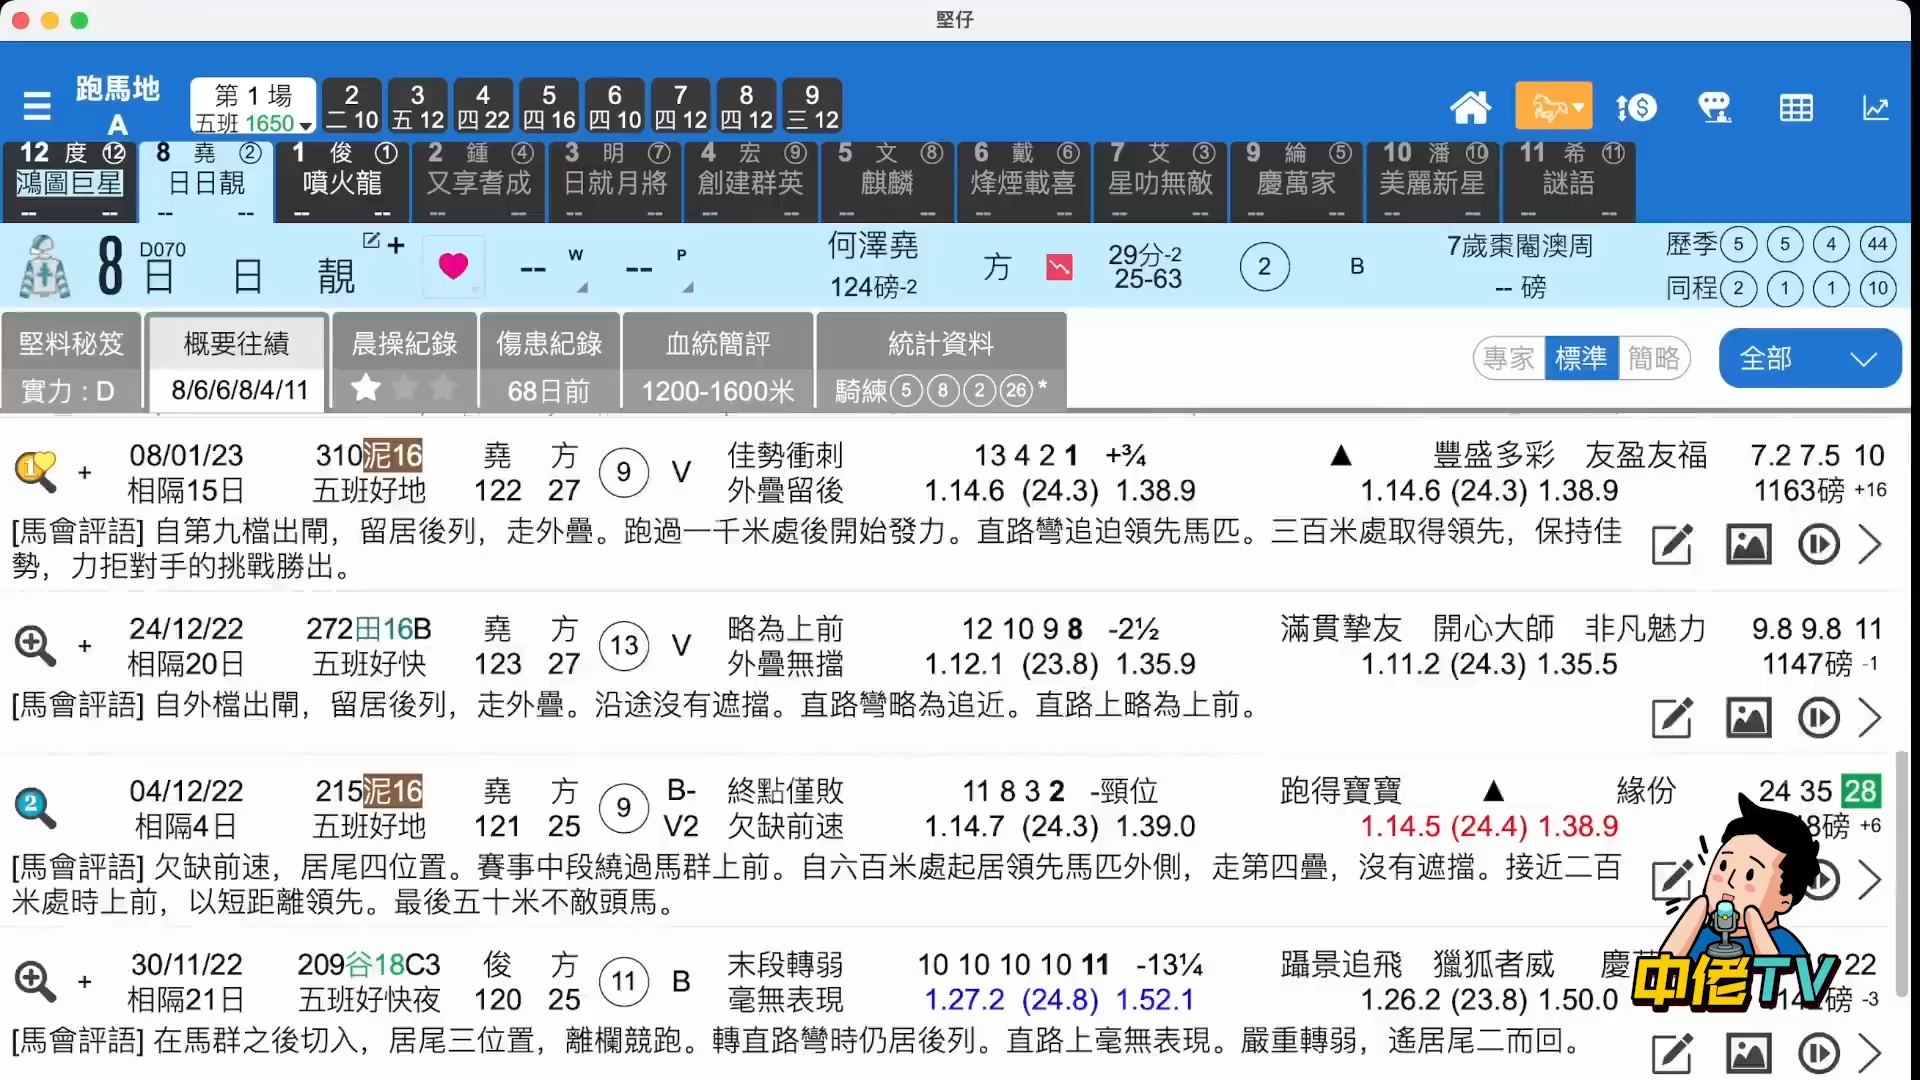 堅仔
跑馬地
A
第 1 場
五班 1650
2
二 10
3
五 12
4
四 22
5
四 16
6
四 10
7
四 12
8
四 12
9
三 12
12 度 ⑫
鴻圖巨星
-- --
8 堯 ②
日日靚
-- --
1 俊 ①
噴火龍
-- --
2 鍾 ④
又享耆成
-- --
3 明 ⑦
日就月將
-- --
4 宏 ⑨
創建群英
-- --
5 文 ⑧
麒麟
-- --
6 戴 ⑥
烽煙載喜
-- --
7 艾 ③
星叻無敵
-- --
9 綸 ⑤
慶萬家
-- --
10 潘 ⑩
美麗新星
-- --
11 希 ⑪
謎語
-- --
8
D070
日 日 靚
+
-- W
-- P
何澤堯
124磅-2
方
29分-2
25-63
2
B
7歲棗閹澳周
-- 磅
歷季 5 5 4 44
同程 2 1 1 10
堅料秘笈
實力 : D
概要往績
8/6/6/8/4/11
晨操紀錄
傷患紀錄
68日前
血統簡評
1200-1600米
統計資料
騎練 5 8 2 26 *
專家 標準 簡略
全部
1 + 08/01/23 310泥16 堯 方 9 V 佳勢衝刺 13 4 2 1 +¾ ▲ 豐盛多彩 友盈友福 7.2 7.5 10
相隔15日 五班好地 122 27 外疊留後 1.14.6 (24.3) 1.38.9 1.14.6 (24.3) 1.38.9 1163磅 +16
[馬會評語] 自第九檔出閘，留居後列，走外疊。跑過一千米處後開始發力。直路彎追迫領先馬匹。三百米處取得領先，保持佳
勢，力拒對手的挑戰勝出。
+ 24/12/22 272田16B 堯 方 13 V 略為上前 12 10 9 8 -2½ 滿貫摯友 開心大師 非凡魅力 9.8 9.8 11
相隔20日 五班好快 123 27 外疊無擋 1.12.1 (23.8) 1.35.9 1.11.2 (24.3) 1.35.5 1147磅 -1
[馬會評語] 自外檔出閘，留居後列，走外疊。沿途沒有遮擋。直路彎略為追近。直路上略為上前。
2 04/12/22 215泥16 堯 方 9 B- 終點僅敗 11 8 3 2 -頸位 跑得寶寶 ▲ 緣份 24 35 28
相隔4日 五班好地 121 25 V2 欠缺前速 1.14.7 (24.3) 1.39.0 1.14.5 (24.4) 1.38.9 8磅 +6
[馬會評語] 欠缺前速，居尾四位置。賽事中段繞過馬群上前。自六百米處起居領先馬匹外側，走第四疊，沒有遮擋。接近二百
米處時上前，以短距離領先。最後五十米不敵頭馬。
+ 30/11/22 209谷18C3 俊 方 11 B 末段轉弱 10 10 10 10 11 -13¼ 躡景追飛 獵狐者威 慶 22
相隔21日 五班好快夜 120 25 毫無表現 1.27.2 (24.8) 1.52.1 1.26.2 (23.8) 1.50.0 磅 -3
[馬會評語] 在馬群之後切入，居尾三位置，離欄競跑。轉直路彎時仍居後列。直路上毫無表現。嚴重轉弱，遙居尾二而回。
中佬TV